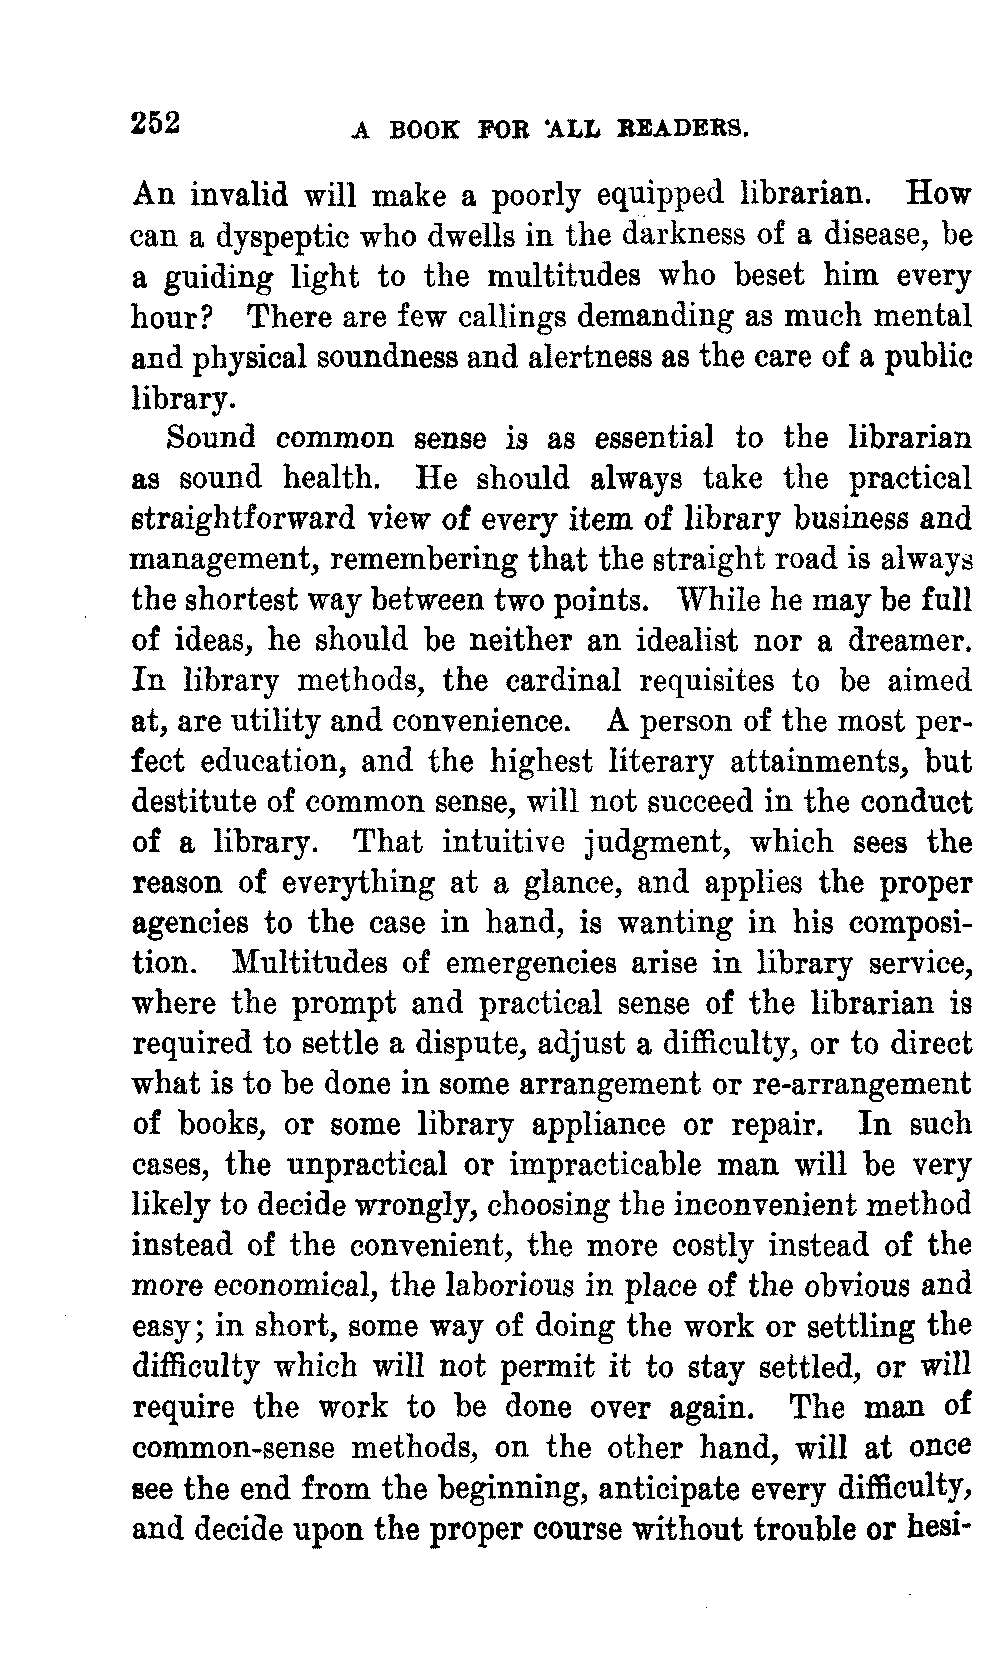 252
A BOOK FOR ALL READERS.
An invalid will make a poorly equipped librarian. How
can a dyspeptic who dwells in the darkness of a disease, be
a guiding light to the multitudes who beset him every
hour? There are few callings demanding as much mental
and physical soundness and alertness as the care of a public
library.
Sound common sense is as essential to the librarian
as sound health. He should always take the practical
straightforward view of every item of library business and
management, remembering that the straight road is always
the shortest way between two points. While he may be full
of ideas, he should be neither an idealist nor a dreamer.
In library methods, the cardinal requisites to be aimed
at, are utility and convenience. A person of the most per-
fect education, and the highest literary attainments, but
destitute of common sense, will not succeed in the conduct
of a library. That intuitive judgment, which sees the
reason of everything at a glance, and applies the proper
agencies to the case in hand, is wanting in his composi-
tion. Multitudes of emergencies arise in library service,
where the prompt and practical sense of the librarian is
required to settle a dispute, adjust a difficulty, or to direct
what is to be done in some arrangement or re-arrangement
of books, or some library appliance or repair. In such
cases, the unpractical or impracticable man will be very
likely to decide wrongly, choosing the inconvenient method
instead of the convenient, the more costly instead of the
more economical, the laborious in place of the obvious and
easy; in short, some way of doing the work or settling the
difficulty which will not permit it to stay settled, or will
require the work to be done over again. The man of
common-sense methods, on the other hand, will at once
see the end from the beginning, anticipate every difficulty,
and decide upon the proper course without trouble or hesi-